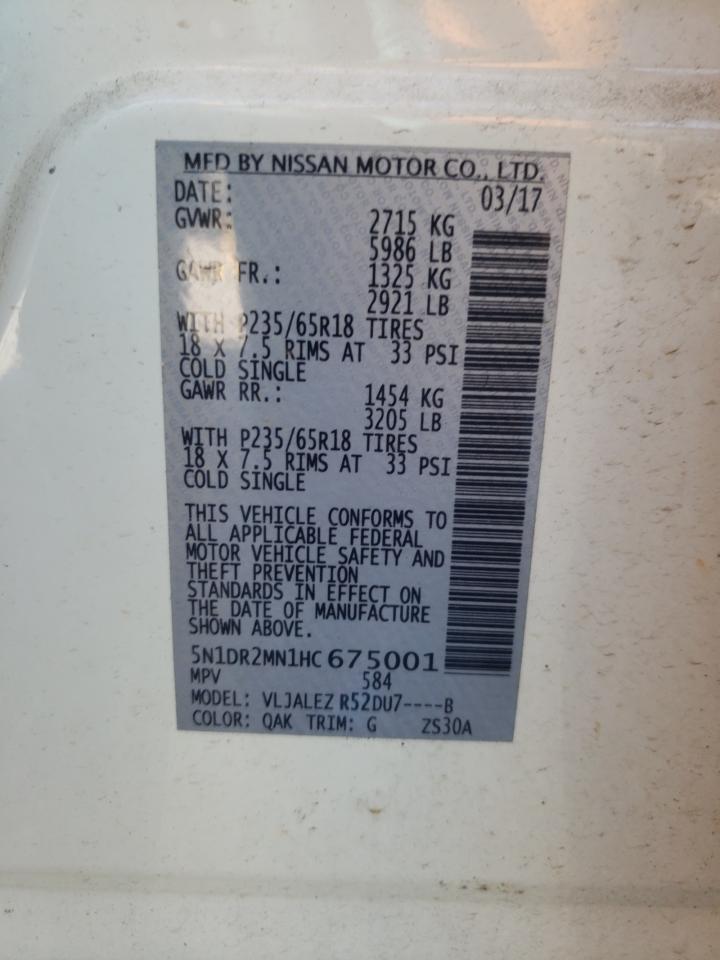 MFD BY NISSAN MOTOR CO., LTD.
DATE: 03/17
GVWR: 2715 KG
5986 LB
GAWR FR.: 1325 KG
2921 LB
WITH P235/65R18 TIRES
18 X 7.5 RIMS AT 33 PSI
COLD SINGLE
GAWR RR.: 1454 KG
3205 LB
WITH P235/65R18 TIRES
18 X 7.5 RIMS AT 33 PSI
COLD SINGLE
THIS VEHICLE CONFORMS TO
ALL APPLICABLE FEDERAL
MOTOR VEHICLE SAFETY AND
THEFT PREVENTION
STANDARDS IN EFFECT ON
THE DATE OF MANUFACTURE
SHOWN ABOVE.
5N1DR2MN1HC675001
MPV 584
MODEL: VLJALEZ R52DU7----B
COLOR: QAK TRIM: G ZS30A